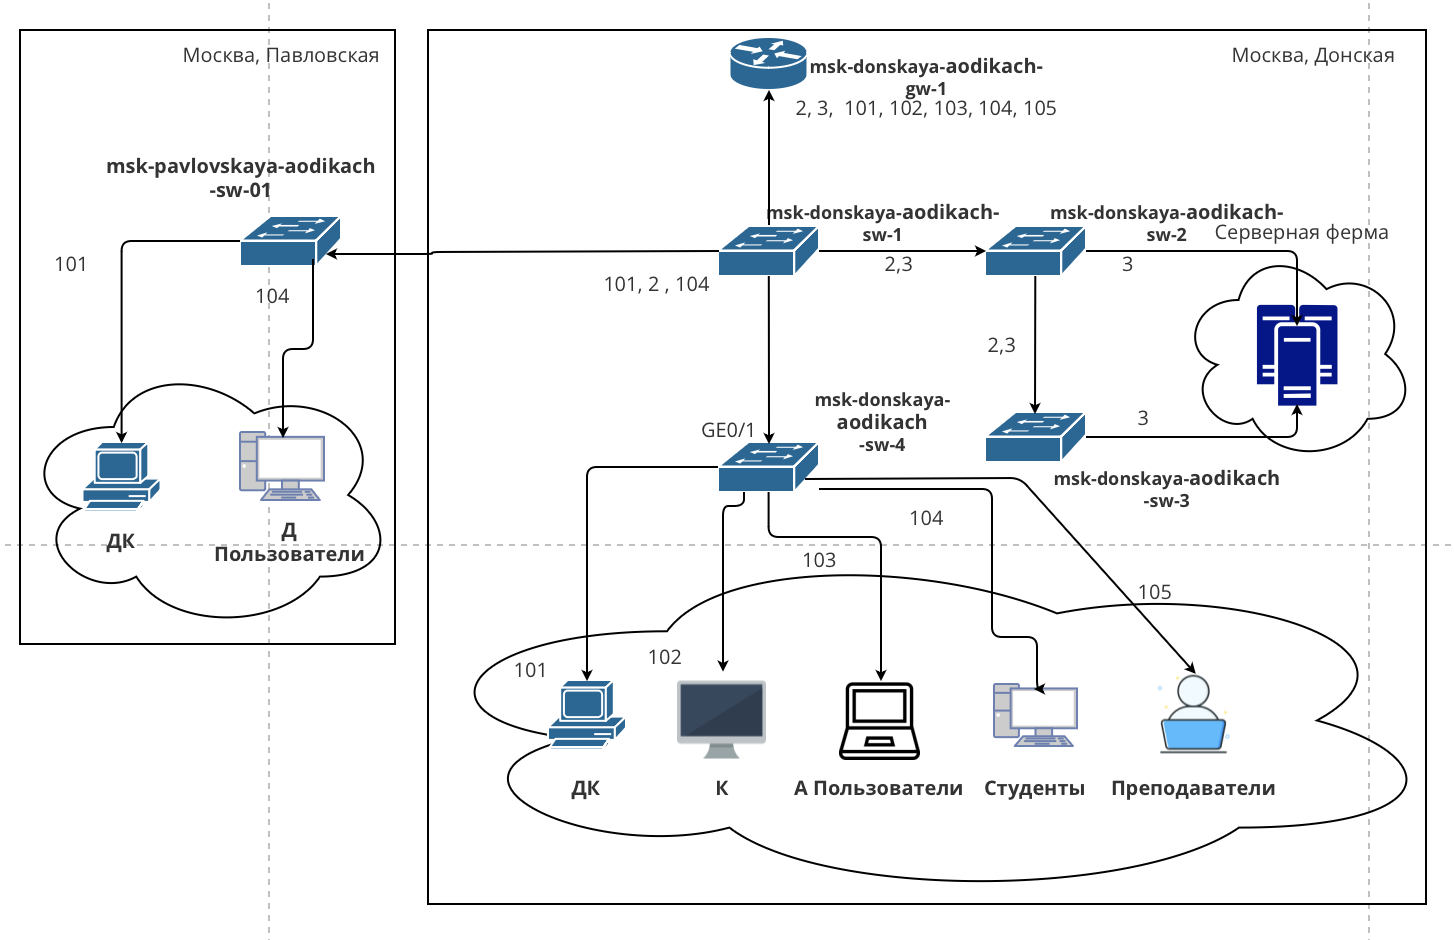 Москва, Павловская
Москва, Донская
msk-donskaya-aodikach-
gw-1
2, 3,  101, 102, 103, 104, 105
msk-pavlovskaya-aodikach
-sw-01
msk-donskaya-aodikach-
sw-1
msk-donskaya-aodikach-
sw-2
Серверная ферма
101
104
101, 2 , 104
2,3
3
2,3
msk-donskaya-
aodikach
-sw-4
GE0/1
3
msk-donskaya-aodikach
-sw-3
ДК
Д
Пользователи
104
103
105
101
102
ДК
К
А Пользователи
Студенты
Преподаватели